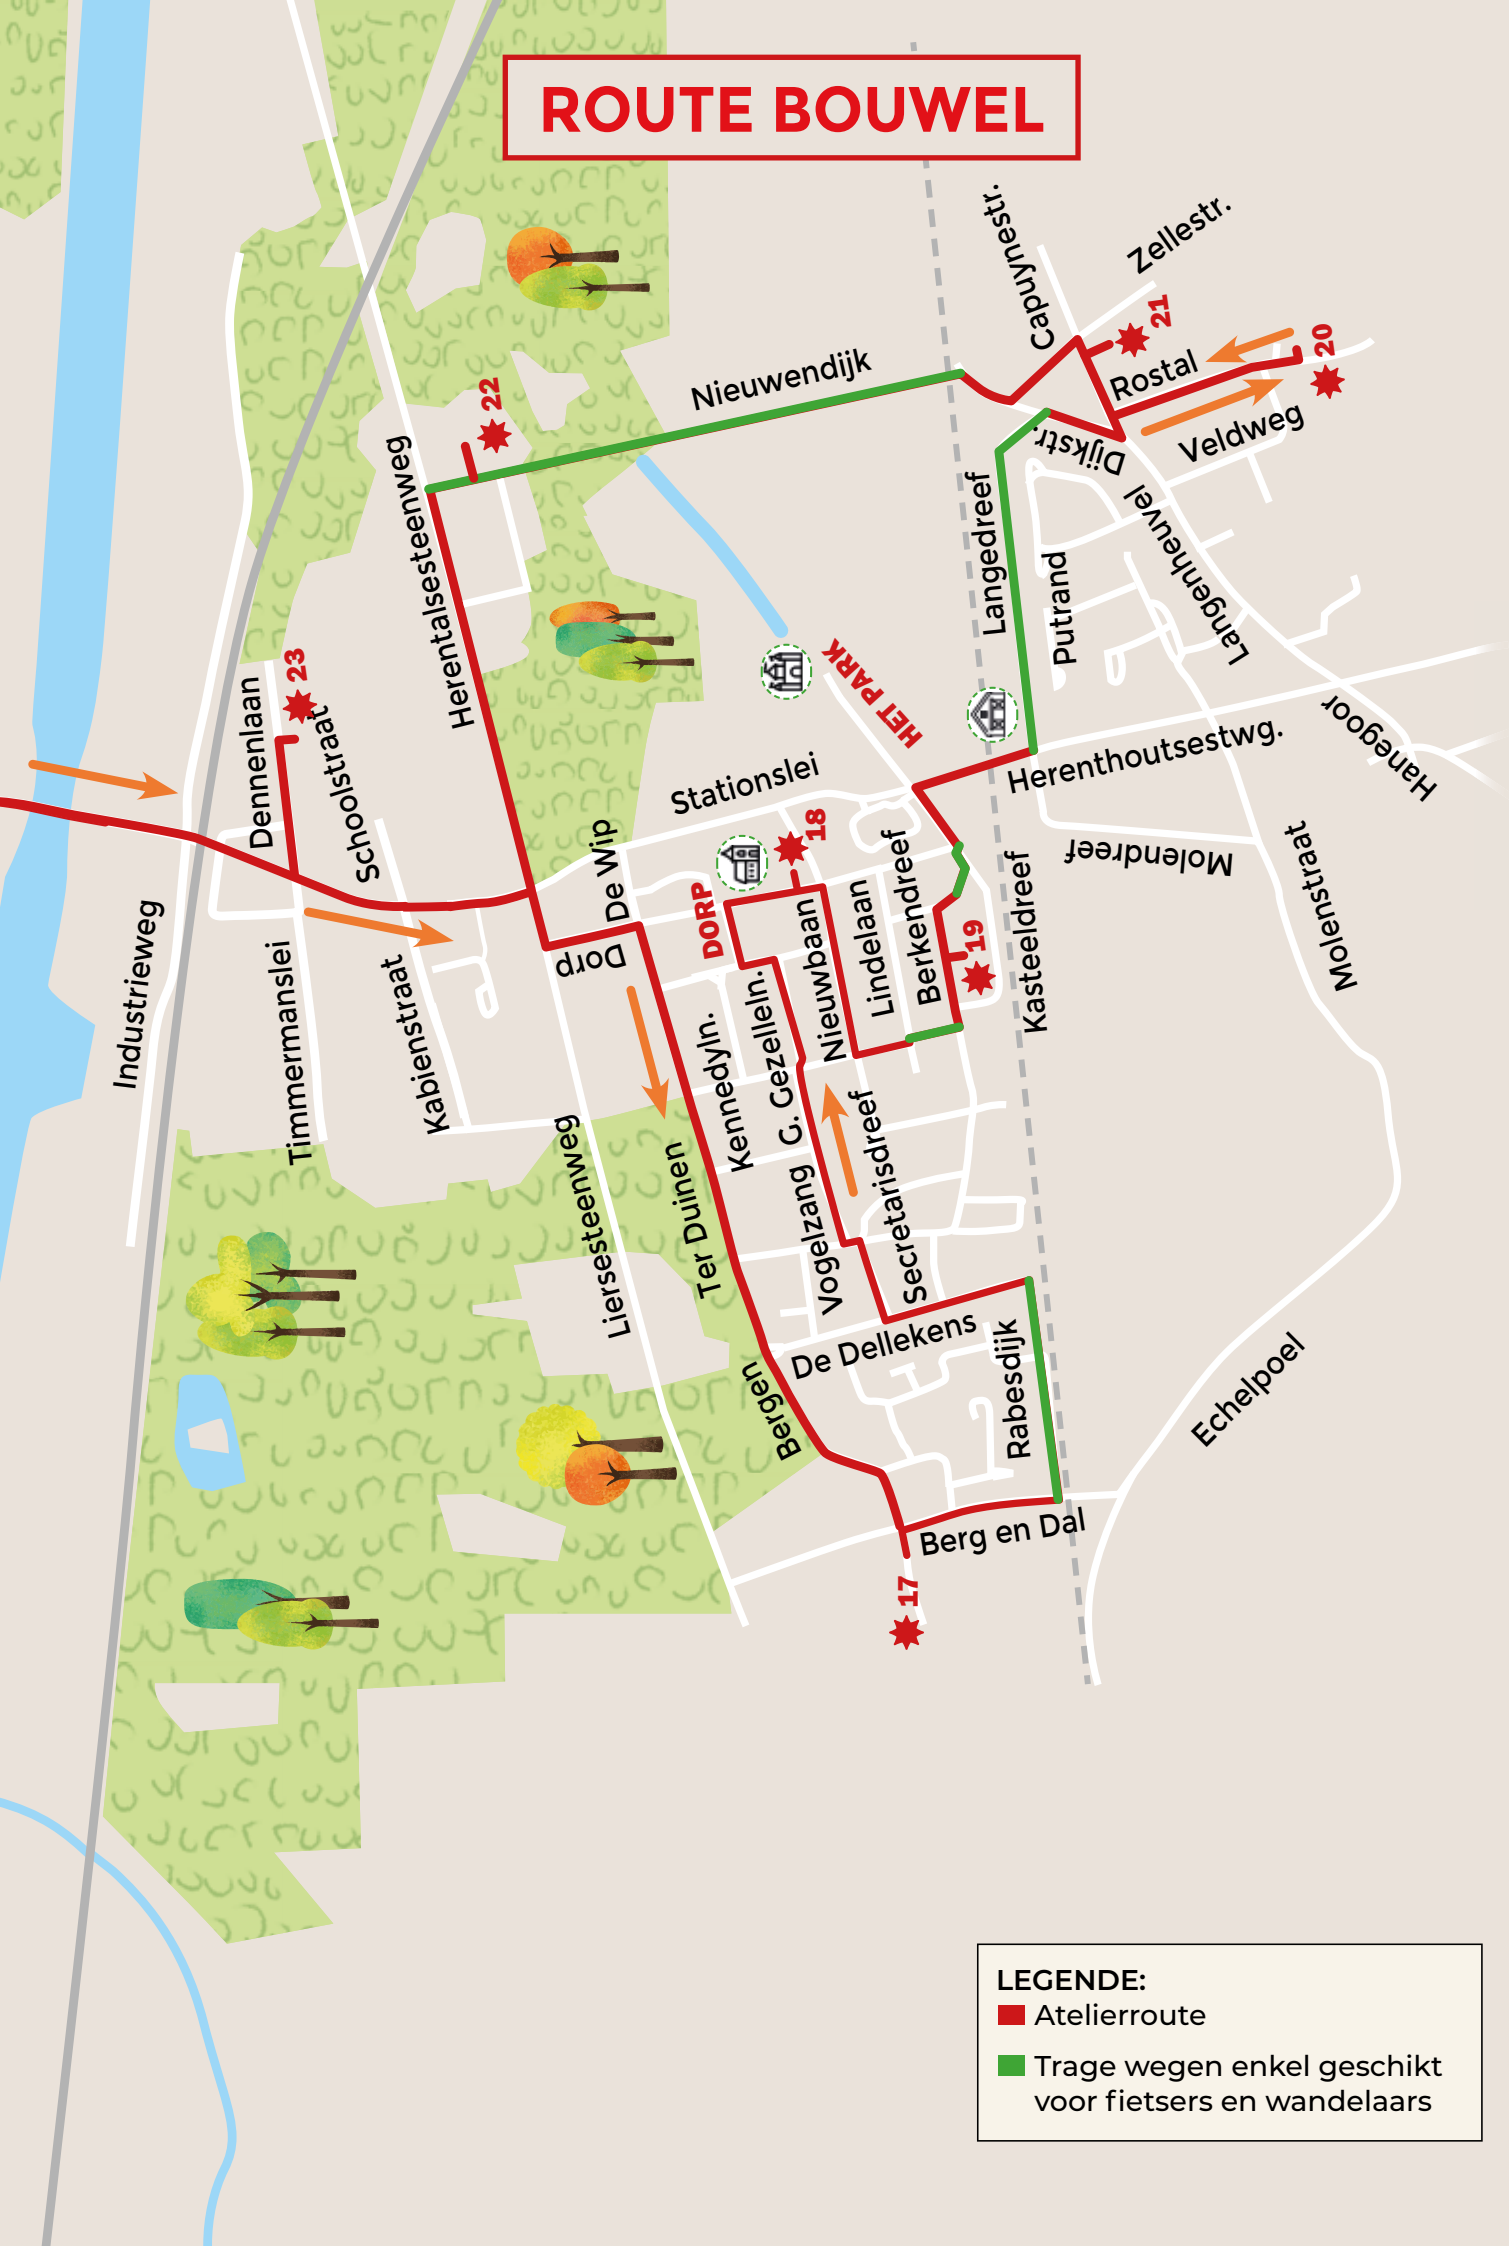 ROUTE BOUWEL
Capuynestr.
Zellestr.
21
20
Rostal
Nieuwendijk
22
Veldweg
Dijkstr.
Herentalsesteenweg
Langedreef
Langenheuvel
Putrand
23
HET PARK
Dennenlaan
Schoolstraat
Hanegoor
Herenthoutsestwg.
Stationslei
18
De Wip
Molendreef
Molenstraat
Berkendreef
Kasteeldreef
Lindelaan
DORP
Industrieweg
Nieuwbaan
19
Dorp
Timmermanslei
Kabienstraat
Kennedyln.
G. Gezelleln.
Secretarisdreef
Liersesteenweg
Ter Duinen
Vogelzang
De Dellekens
Rabesdijk
Echelpoel
Bergen
Berg en Dal
17
LEGENDE:
Atelierroute
Trage wegen enkel geschikt
voor fietsers en wandelaars